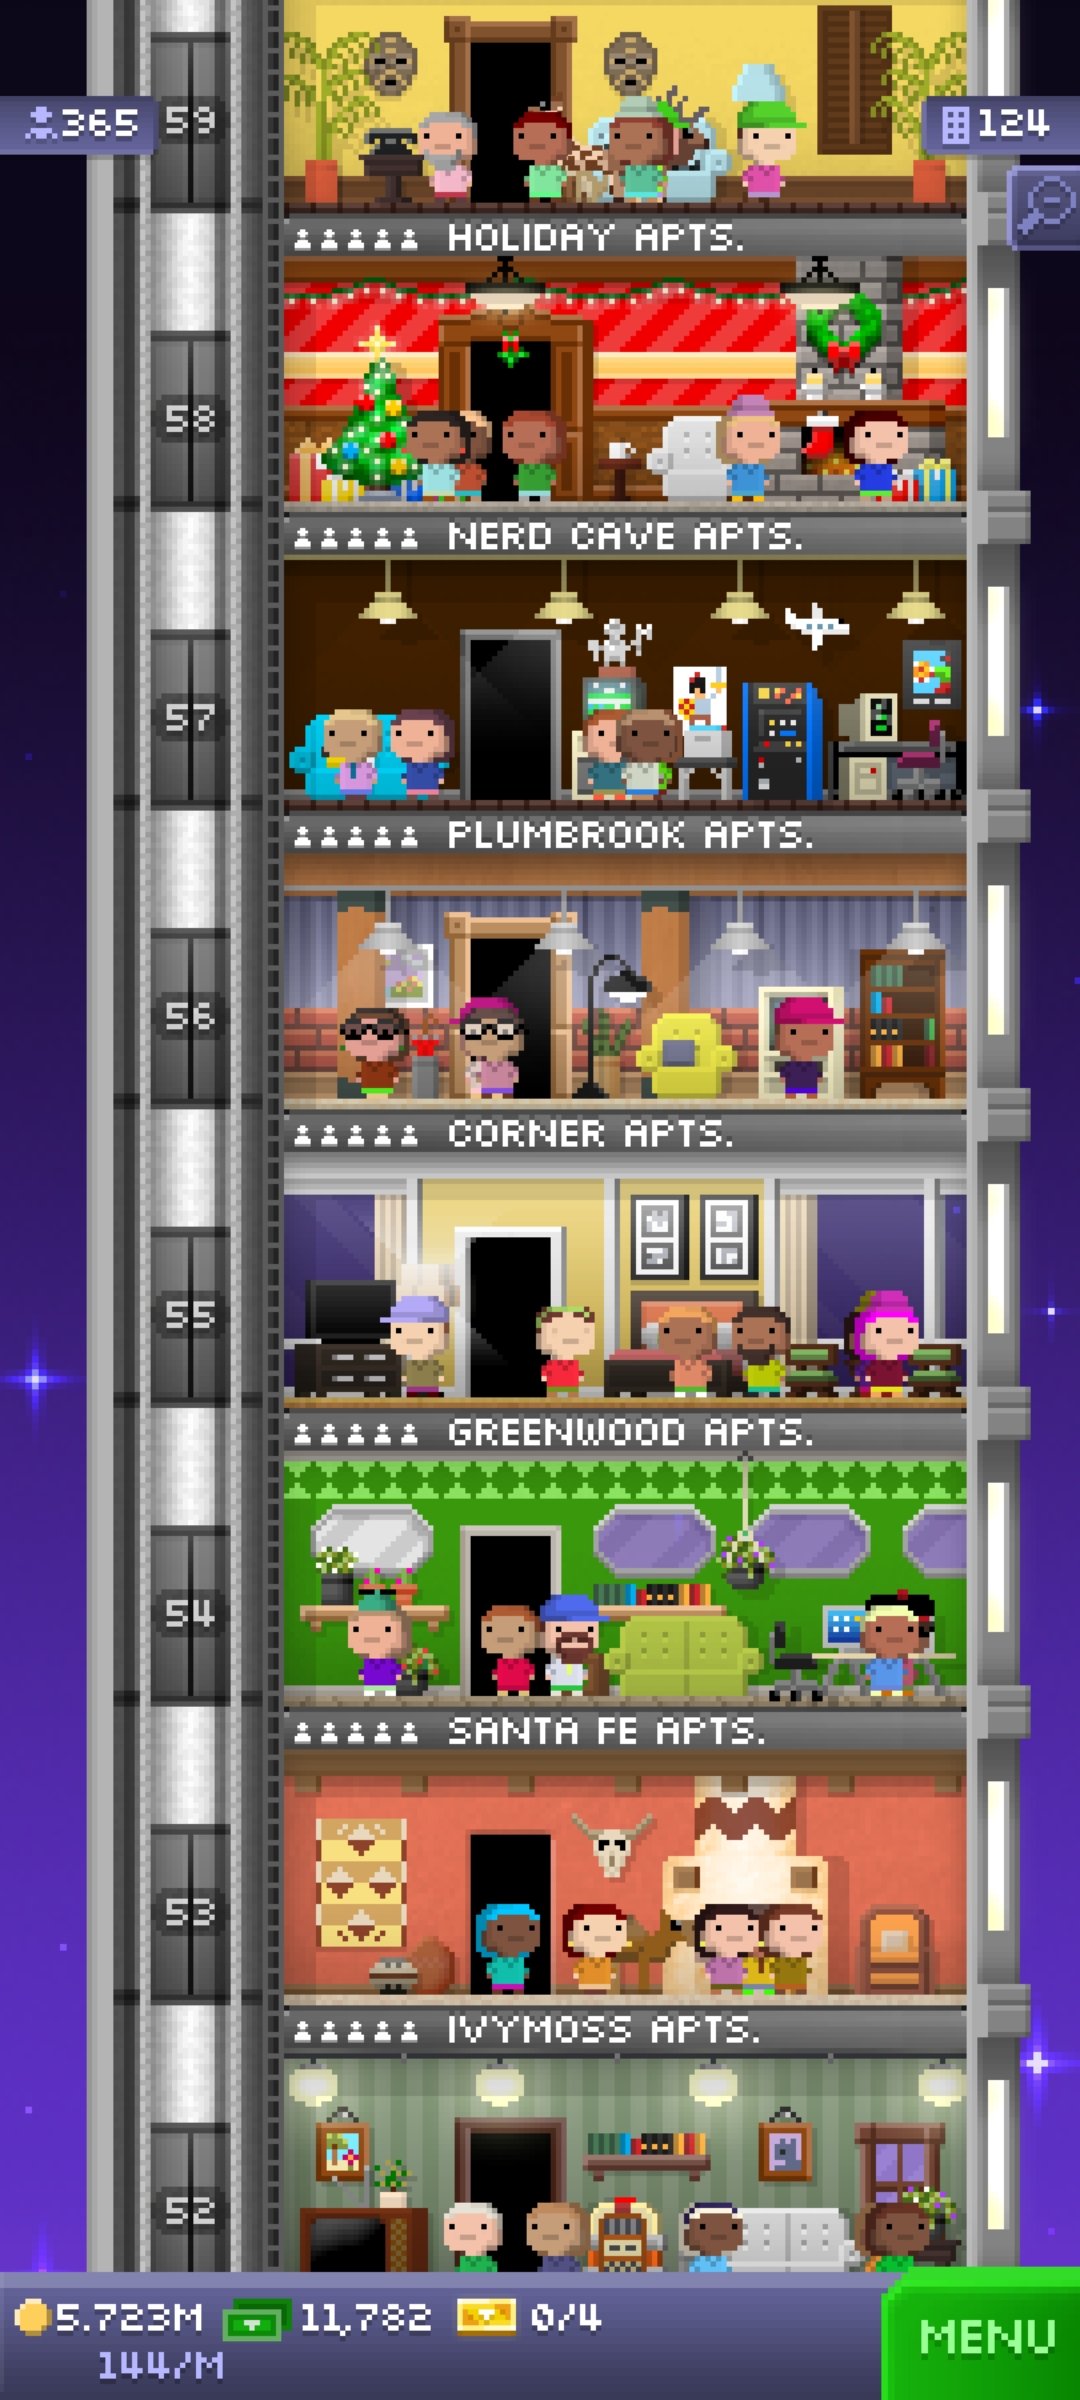 365
59
124
HOLIDAY APTS.
58
NERD CAVE APTS.
57
PLUMBROOK APTS.
56
CORNER APTS.
55
GREENWOOD APTS.
54
SANTA FE APTS.
53
IVYMOSS APTS.
52
5.723M 11,782 0/4
144/M
MENU